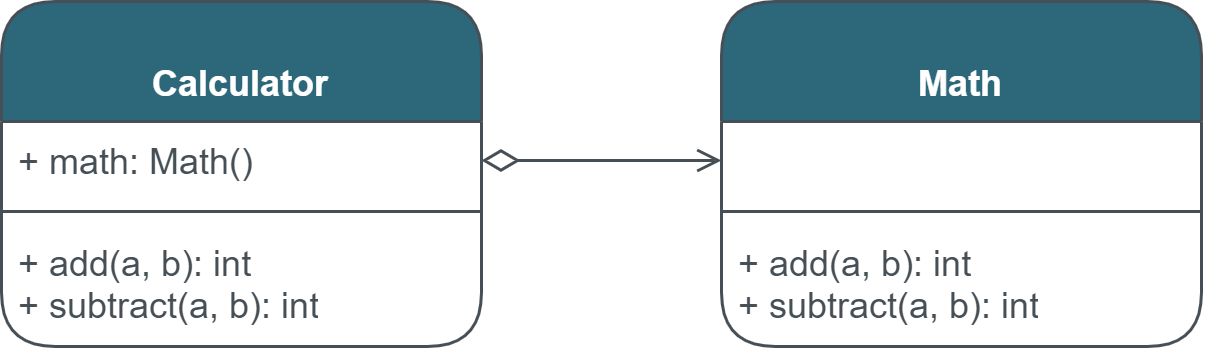 Calculator
+ math: Math()
+ add(a, b): int
+ subtract(a, b): int
Math
+ add(a, b): int
+ subtract(a, b): int